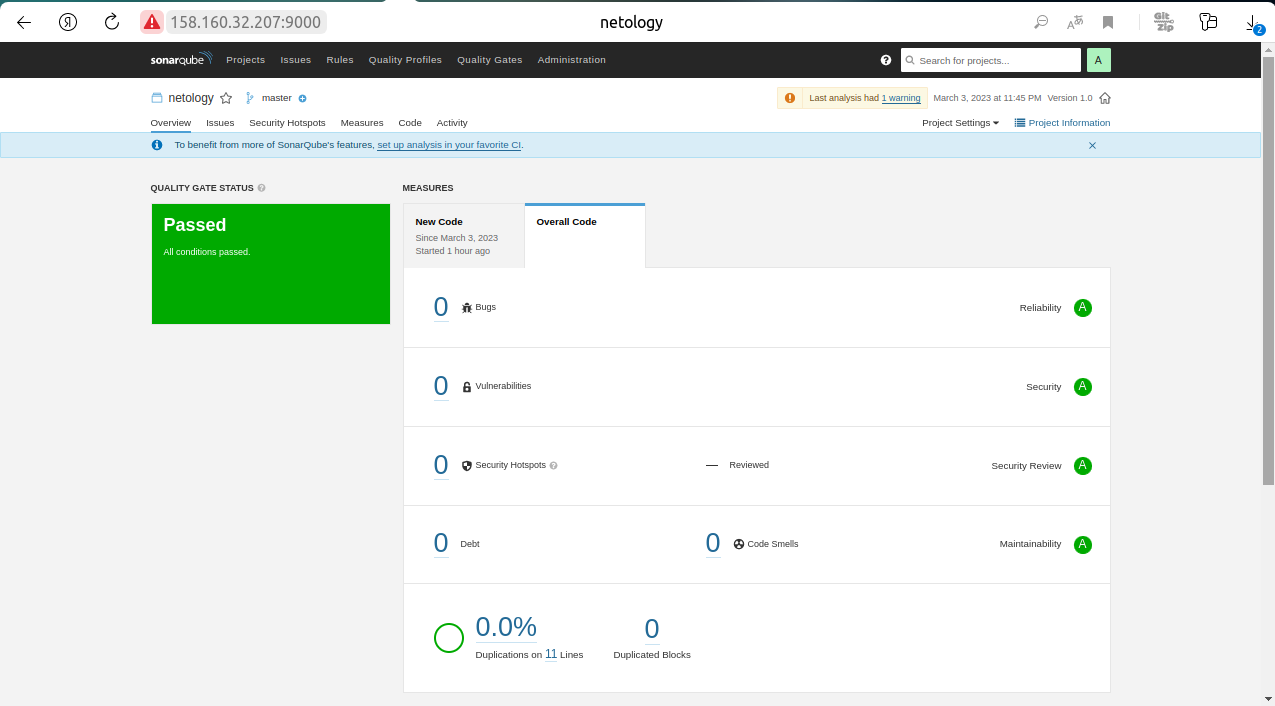 158.160.32.207:9000
netology
Git
Zip
2
sonarqube Projects Issues Rules Quality Profiles Quality Gates Administration
Search for projects...
A
netology master
Last analysis had 1 warning March 3, 2023 at 11:45 PM Version 1.0
Overview Issues Security Hotspots Measures Code Activity
Project Settings Project Information
To benefit from more of SonarQube's features, set up analysis in your favorite CI.
QUALITY GATE STATUS
MEASURES
Passed
All conditions passed.
New Code
Since March 3, 2023
Started 1 hour ago
Overall Code
0 Bugs Reliability A
0 Vulnerabilities Security A
0 Security Hotspots — Reviewed Security Review A
0 Debt 0 Code Smells Maintainability A
0.0%
Duplications on 11 Lines
0
Duplicated Blocks